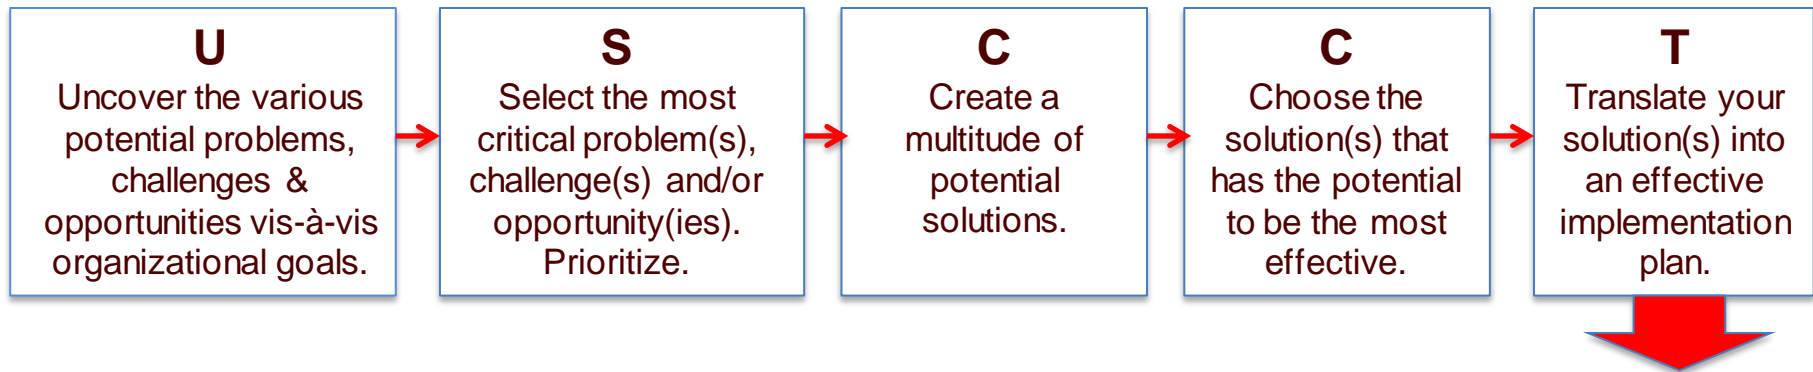 U
Uncover the various
potential problems,
challenges &
opportunities vis-à-vis
organizational goals.
S
Select the most
critical problem(s),
challenge(s) and/or
opportunity(ies).
Prioritize.
C
Create a
multitude of
potential
solutions.
C
Choose the
solution(s) that
has the potential
to be the most
effective.
T
Translate your
solution(s) into
an effective
implementation
plan.